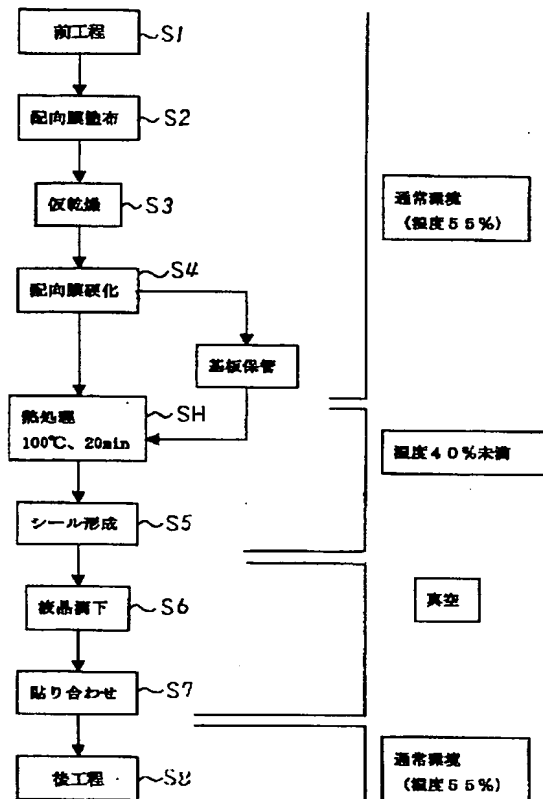 前工程
S1
配向膜塗布
S2
仮乾燥
S3
配向膜硬化
S4
基板保管
熱処理
100℃、20min
SH
シール形成
S5
液晶滴下
S6
貼り合わせ
S7
後工程
S8
通常環境
(湿度55%)
湿度40%未満
真空
通常環境
(湿度55%)